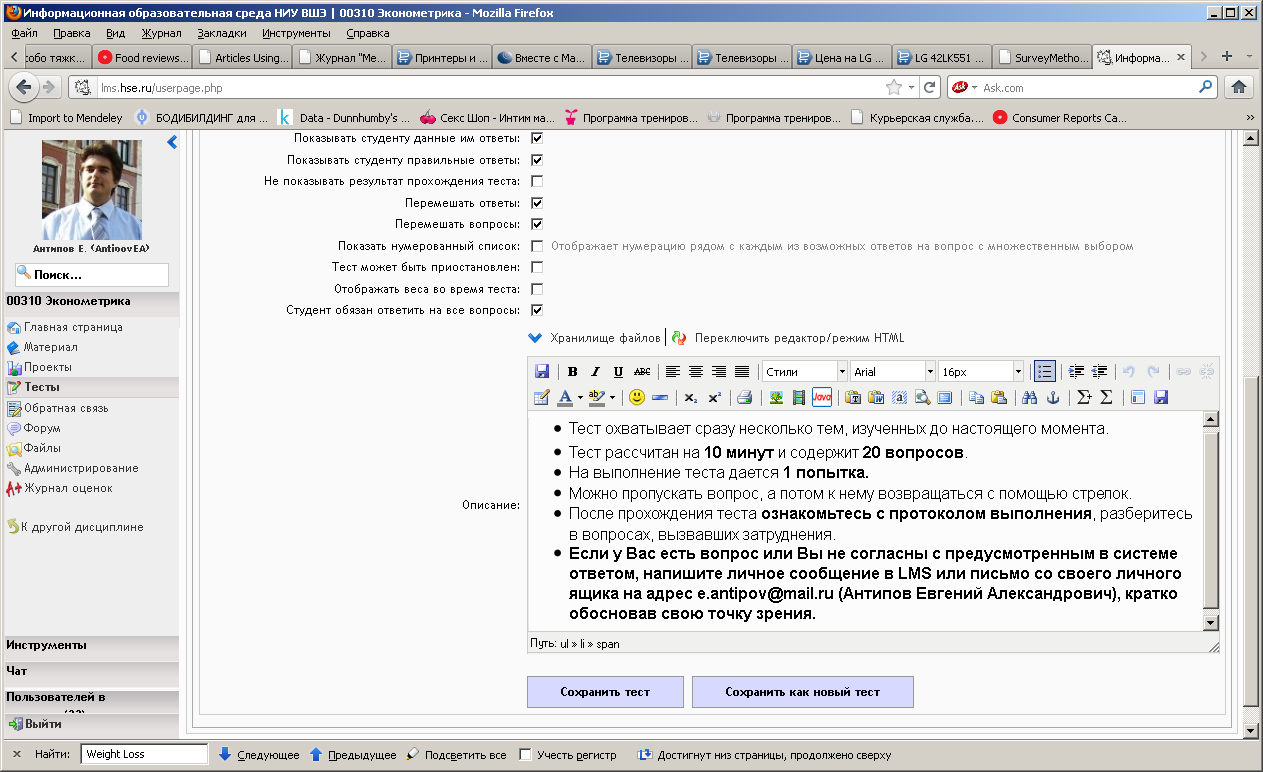 Информационная образовательная среда НИУ ВШЭ | 00310 Эконометрика - Mozilla Firefox
Файл Правка Вид Журнал Закладки Инструменты Справка
собо тяжк... Food reviews... Articles Using... Журнал "Ме... Принтеры и ... Вместе с Ма... Телевизоры ... Телевизоры ... Цена на LG ... LG 42LK551 ... SurveyMetho... Информа...
lms.hse.ru/userpage.php Ask Ask.com
Import to Mendeley БОДИБИЛДИНГ для ... Data - Dunnhumby's ... Секс Шоп - Интим ма... Программа трениров... Программа трениров... Курьерская служба... Consumer Reports Ca... »
Показывать студенту данные им ответы:
Показывать студенту правильные ответы:
Не показывать результат прохождения теста:
Перемешать ответы:
Перемешать вопросы:
Показать нумерованный список: Отображает нумерацию рядом с каждым из возможных ответов на вопрос с множественным выбором
Тест может быть приостановлен:
Отображать веса во время теста:
Студент обязан ответить на все вопросы:
Антипов Е. (AntipovEA)
Поиск...
00310 Эконометрика
Главная страница
Материал
Проекты
Тесты
Обратная связь
Форум
Файлы
Администрирование
Журнал оценок
К другой дисциплине
Инструменты
Чат
Пользователей в
Выйти
Хранилище файлов Переключить редактор/режим HTML
B I U ABC Стили Arial 16px
A ab x₂ x² Java Σ+ Σ
Описание:
• Тест охватывает сразу несколько тем, изученных до настоящего момента.
• Тест рассчитан на 10 минут и содержит 20 вопросов.
• На выполнение теста дается 1 попытка.
• Можно пропускать вопрос, а потом к нему возвращаться с помощью стрелок.
• После прохождения теста ознакомьтесь с протоколом выполнения, разберитесь
в вопросах, вызвавших затруднения.
• Если у Вас есть вопрос или Вы не согласны с предусмотренным в системе
ответом, напишите личное сообщение в LMS или письмо со своего личного
ящика на адрес e.antipov@mail.ru (Антипов Евгений Александрович), кратко
обосновав свою точку зрения.
Путь: ul » li » span
Сохранить тест Сохранить как новый тест
Найти: Weight Loss Следующее Предыдущее Подсветить все Учесть регистр Достигнут низ страницы, продолжено сверху